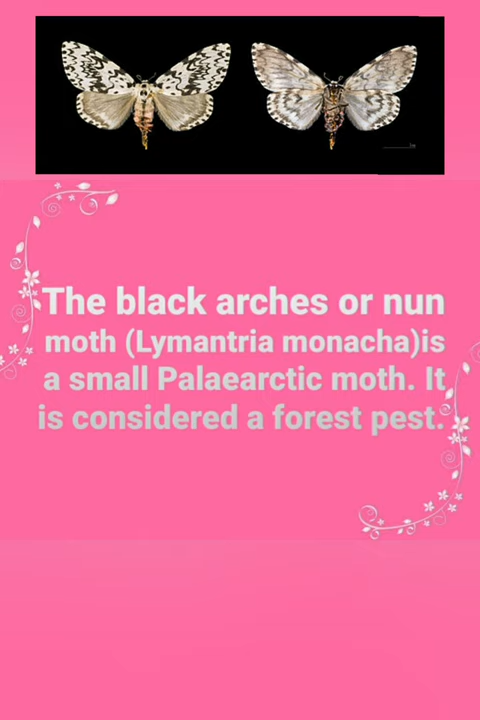 The black arches or nun
moth (Lymantria monacha)is
a small Palaearctic moth. It
is considered a forest pest.